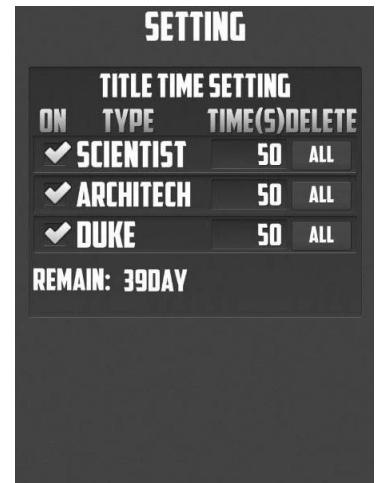 SETTING
TITLE TIME SETTING
ON TYPE TIME(S) DELETE
SCIENTIST 50 ALL
ARCHITECH 50 ALL
DUKE 50 ALL
REMAIN: 39DAY